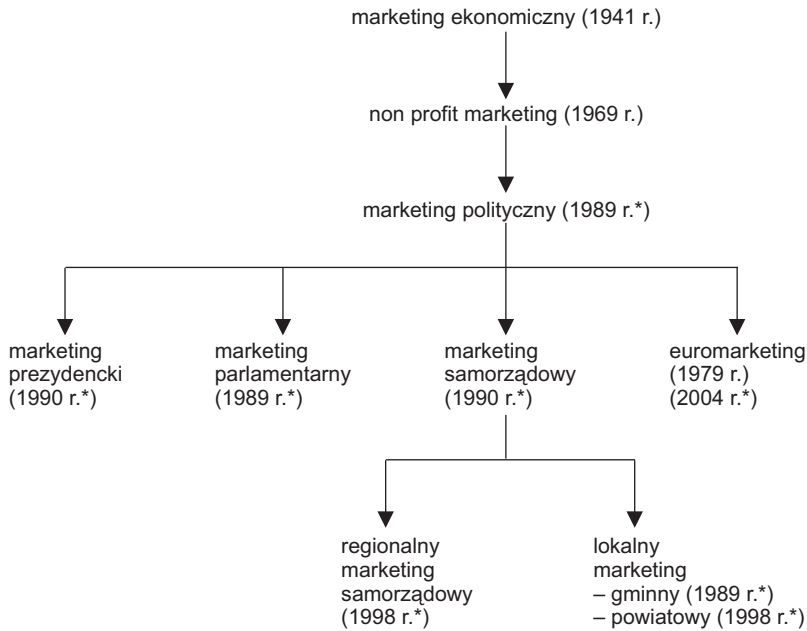 marketing ekonomiczny (1941 r.)
non profit marketing (1969 r.)
marketing polityczny (1989 r.*)
marketing
prezydencki
(1990 r.*)
marketing
parlamentarny
(1989 r.*)
marketing
samorządowy
(1990 r.*)
euromarketing
(1979 r.)
(2004 r.*)
regionalny
marketing
samorządowy
(1998 r.*)
lokalny
marketing
– gminny (1989 r.*)
– powiatowy (1998 r.*)